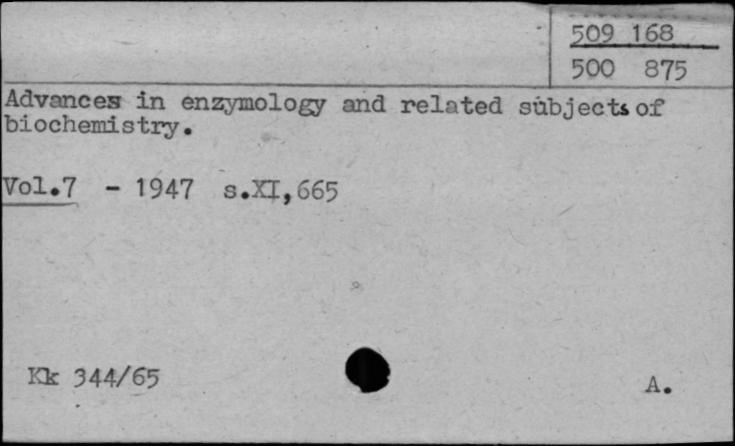 509 168
500 875
Advances in enzymology and related subjects of
biochemistry.
Vol.7 - 1947 s.XI,665
Kk 344/65
A.